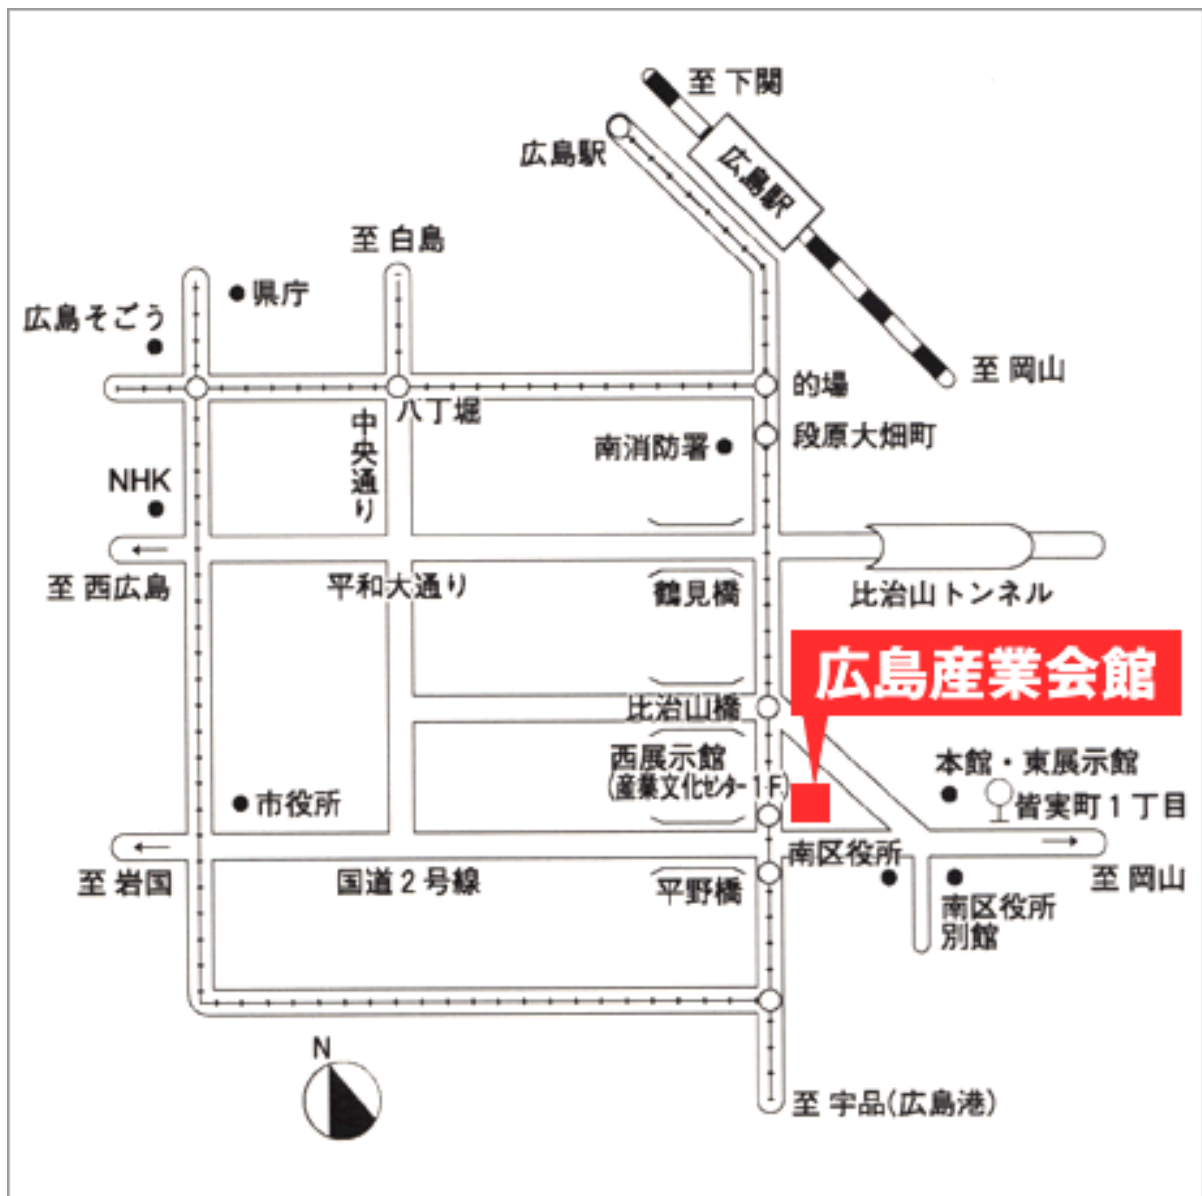 至 下関
広島駅
広島駅
至 白島
県庁
広島そごう
至 岡山
的場
八丁堀
中央通り
段原大畑町
南消防署
NHK
至 西広島
平和大通り
鶴見橋
比治山トンネル
広島産業会館
比治山橋
西展示館
(産業文化センター1F)
本館・東展示館
皆実町1丁目
市役所
南区役所
至 岩国
国道2号線
平野橋
至 岡山
南区役所
別館
N
至 宇品(広島港)